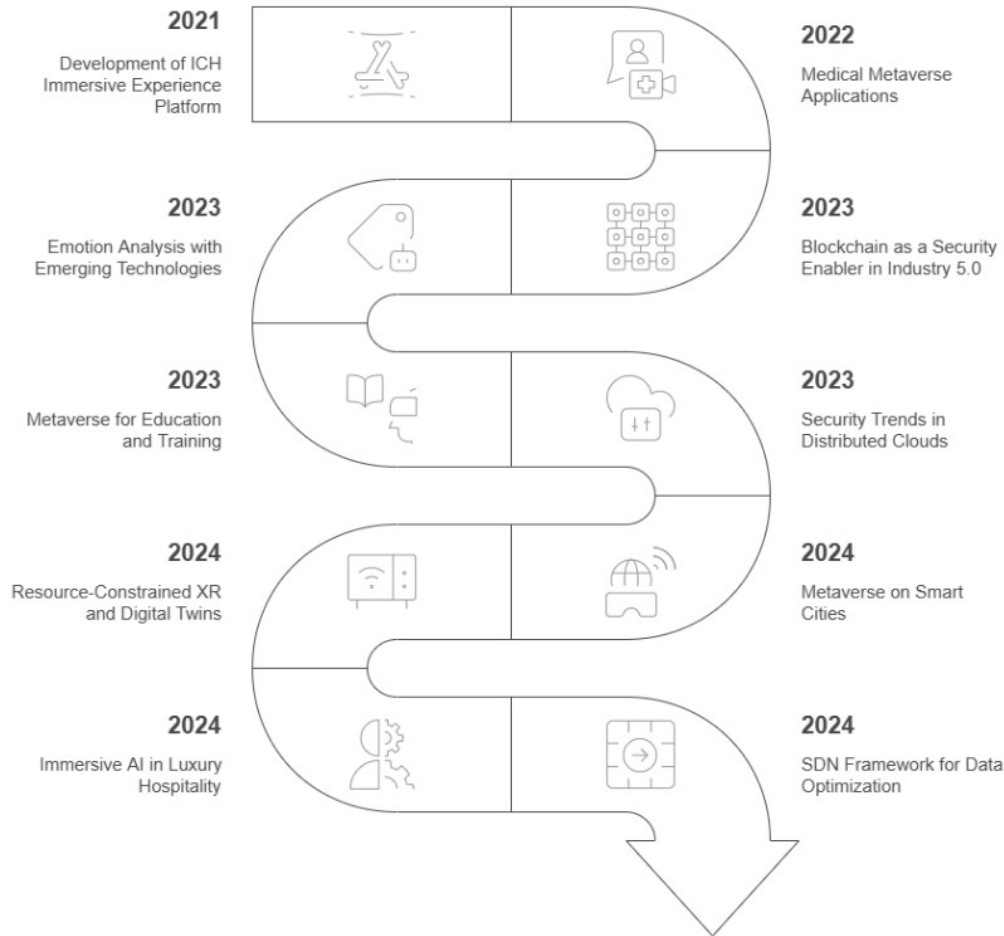 2021
Development of ICH
Immersive Experience
Platform
2022
Medical Metaverse
Applications
2023
Emotion Analysis with
Emerging Technologies
2023
Blockchain as a Security
Enabler in Industry 5.0
2023
Metaverse for Education
and Training
2023
Security Trends in
Distributed Clouds
2024
Resource-Constrained XR
and Digital Twins
2024
Metaverse on Smart
Cities
2024
Immersive AI in Luxury
Hospitality
2024
SDN Framework for Data
Optimization